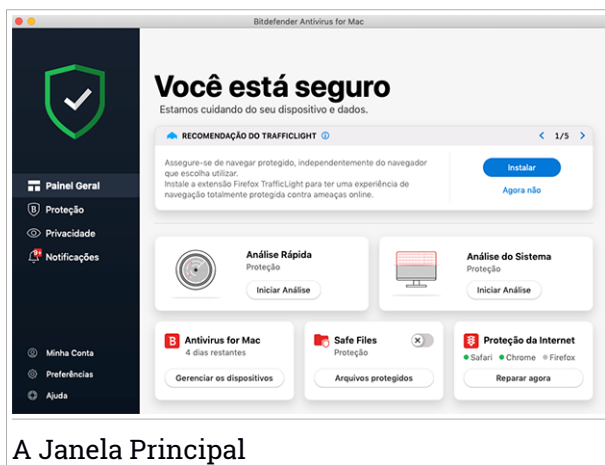 Bitdefender Antivirus for Mac
Você está seguro
Estamos cuidando do seu dispositivo e dados.
RECOMENDAÇÃO DO TRAFFICLIGHT
1/5
Assegure-se de navegar protegido, independentemente do navegador
que escolha utilizar.
Instale a extensão Firefox TrafficLight para ter uma experiência de
navegação totalmente protegida contra ameaças online.
Instalar
Agora não
Painel Geral
B Proteção
Privacidade
9+ Notificações
Minha Conta
Preferências
Ajuda
Análise Rápida
Proteção
Iniciar Análise
Análise do Sistema
Proteção
Iniciar Análise
B Antivirus for Mac
4 dias restantes
Gerenciar os dispositivos
Safe Files
Proteção
Arquivos protegidos
Proteção da Internet
Safari Chrome Firefox
Reparar agora
A Janela Principal